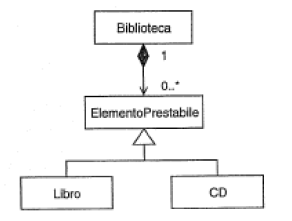 Biblioteca
1
0..*
ElementoPrestabile
Libro
CD